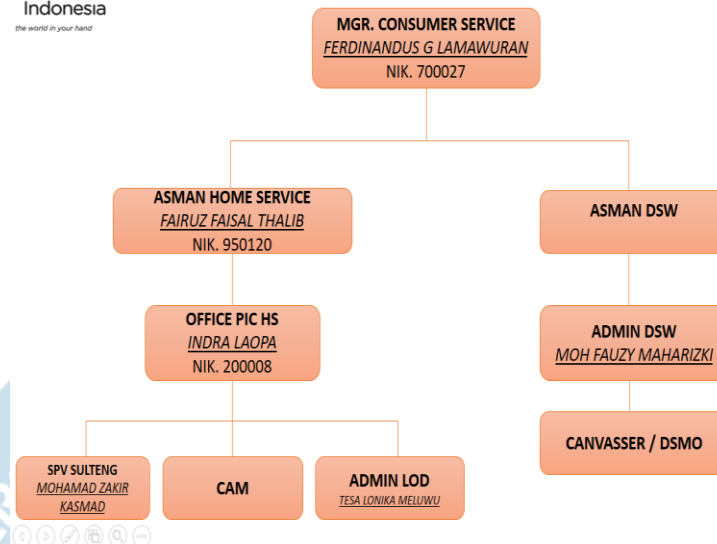 Indonesia
the world in your hand
MGR. CONSUMER SERVICE
FERDINANDUS G LAMAWURAN
NIK. 700027
ASMAN HOME SERVICE
FAIRUZ FAISAL THALIB
NIK. 950120
ASMAN DSW
OFFICE PIC HS
INDRA LAOPA
NIK. 200008
ADMIN DSW
MOH FAUZY MAHARIZKI
CANVASSER / DSMO
SPV SULTENG
MOHAMAD ZAKIR
KASMAD
CAM
ADMIN LOD
TESA LONIKA MELUWU